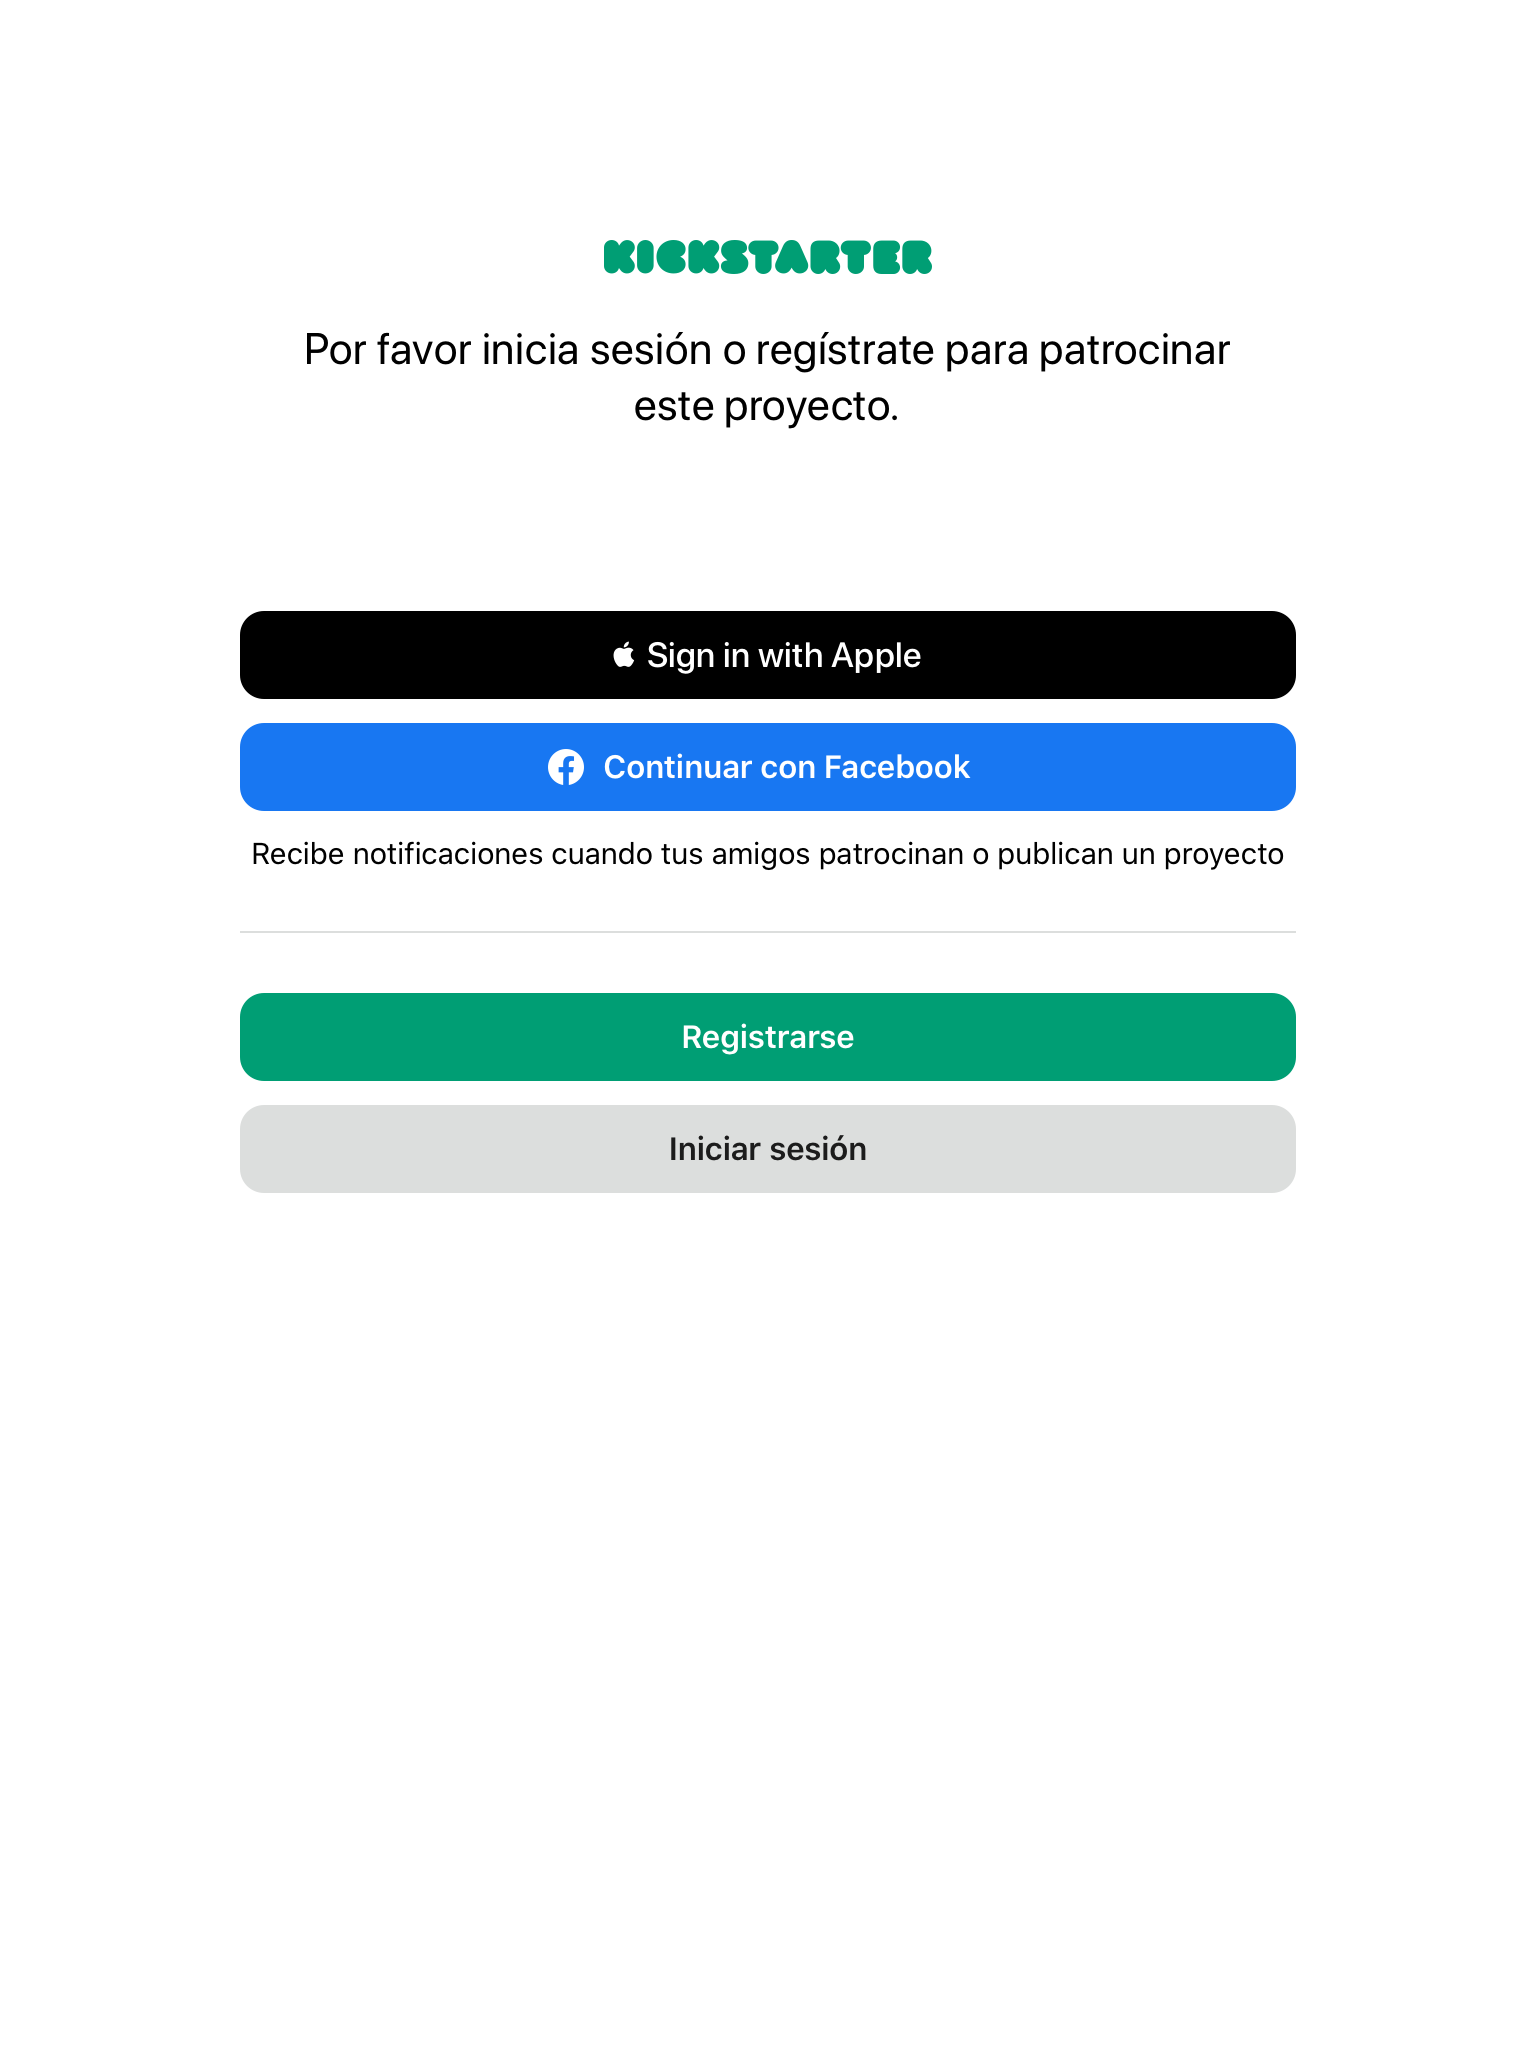 KICKSTARTER
Por favor inicia sesión o regístrate para patrocinar
este proyecto.
Sign in with Apple
Continuar con Facebook
Recibe notificaciones cuando tus amigos patrocinan o publican un proyecto
Registrarse
Iniciar sesión